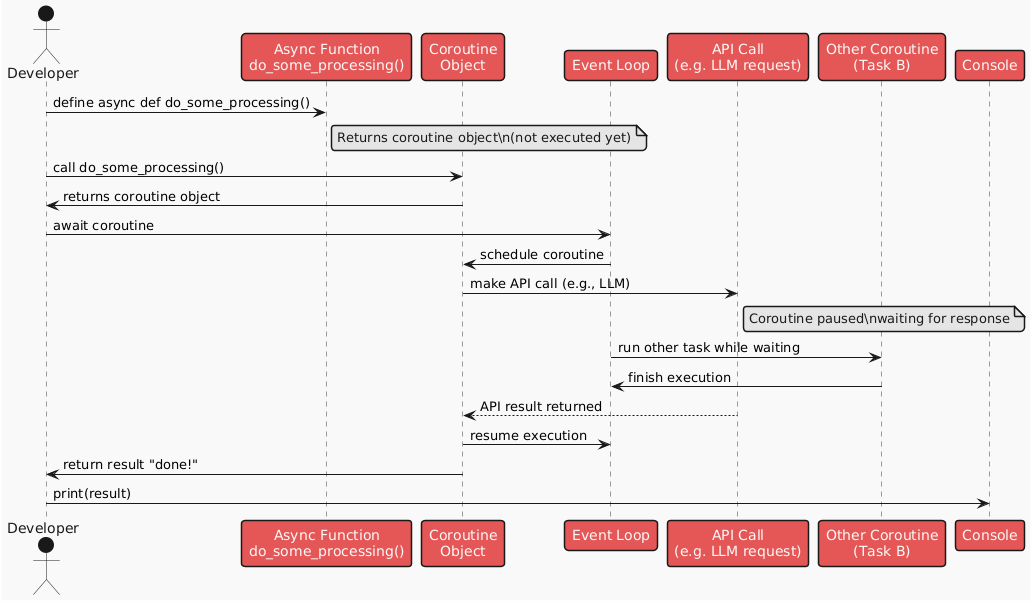 Developer
Async Function
do_some_processing()
Coroutine
Object
Event Loop
API Call
(e.g. LLM request)
Other Coroutine
(Task B)
Console
define async def do_some_processing()
Returns coroutine object\n(not executed yet)
call do_some_processing()
returns coroutine object
await coroutine
schedule coroutine
make API call (e.g., LLM)
Coroutine paused\nwaiting for response
run other task while waiting
finish execution
API result returned
resume execution
return result "done!"
print(result)
Developer
Async Function
do_some_processing()
Coroutine
Object
Event Loop
API Call
(e.g. LLM request)
Other Coroutine
(Task B)
Console